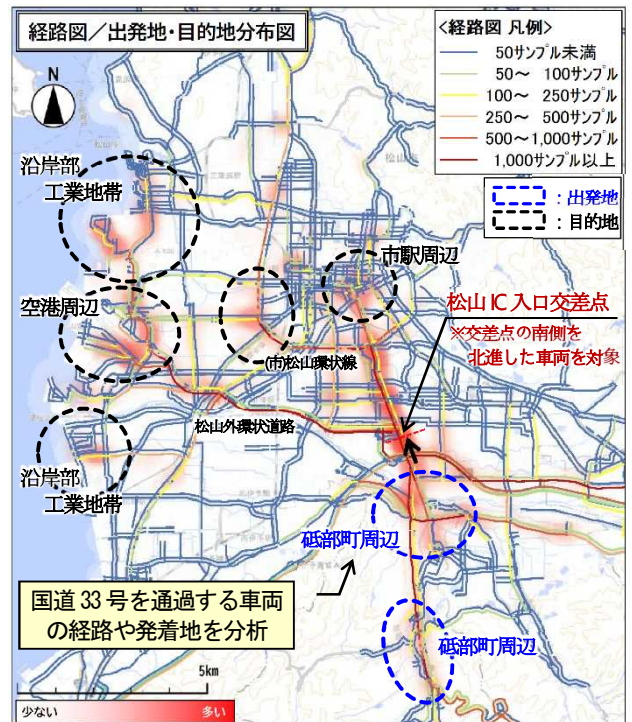 経路図／出発地・目的地分布図
<経路図 凡例>
50サンプル未満
50～ 100サンプル
100～ 250サンプル
250～ 500サンプル
500～1,000サンプル
1,000サンプル以上
：出発地
：目的地
N
沿岸部
工業地帯
市駅周辺
空港周辺
松山IC入口交差点
※交差点の南側を
北進した車両を対象
(市)松山環状線
松山外環状道路
沿岸部
工業地帯
砥部町周辺
国道33号を通過する車両
の経路や発着地を分析
砥部町周辺
5km
少ない 多い